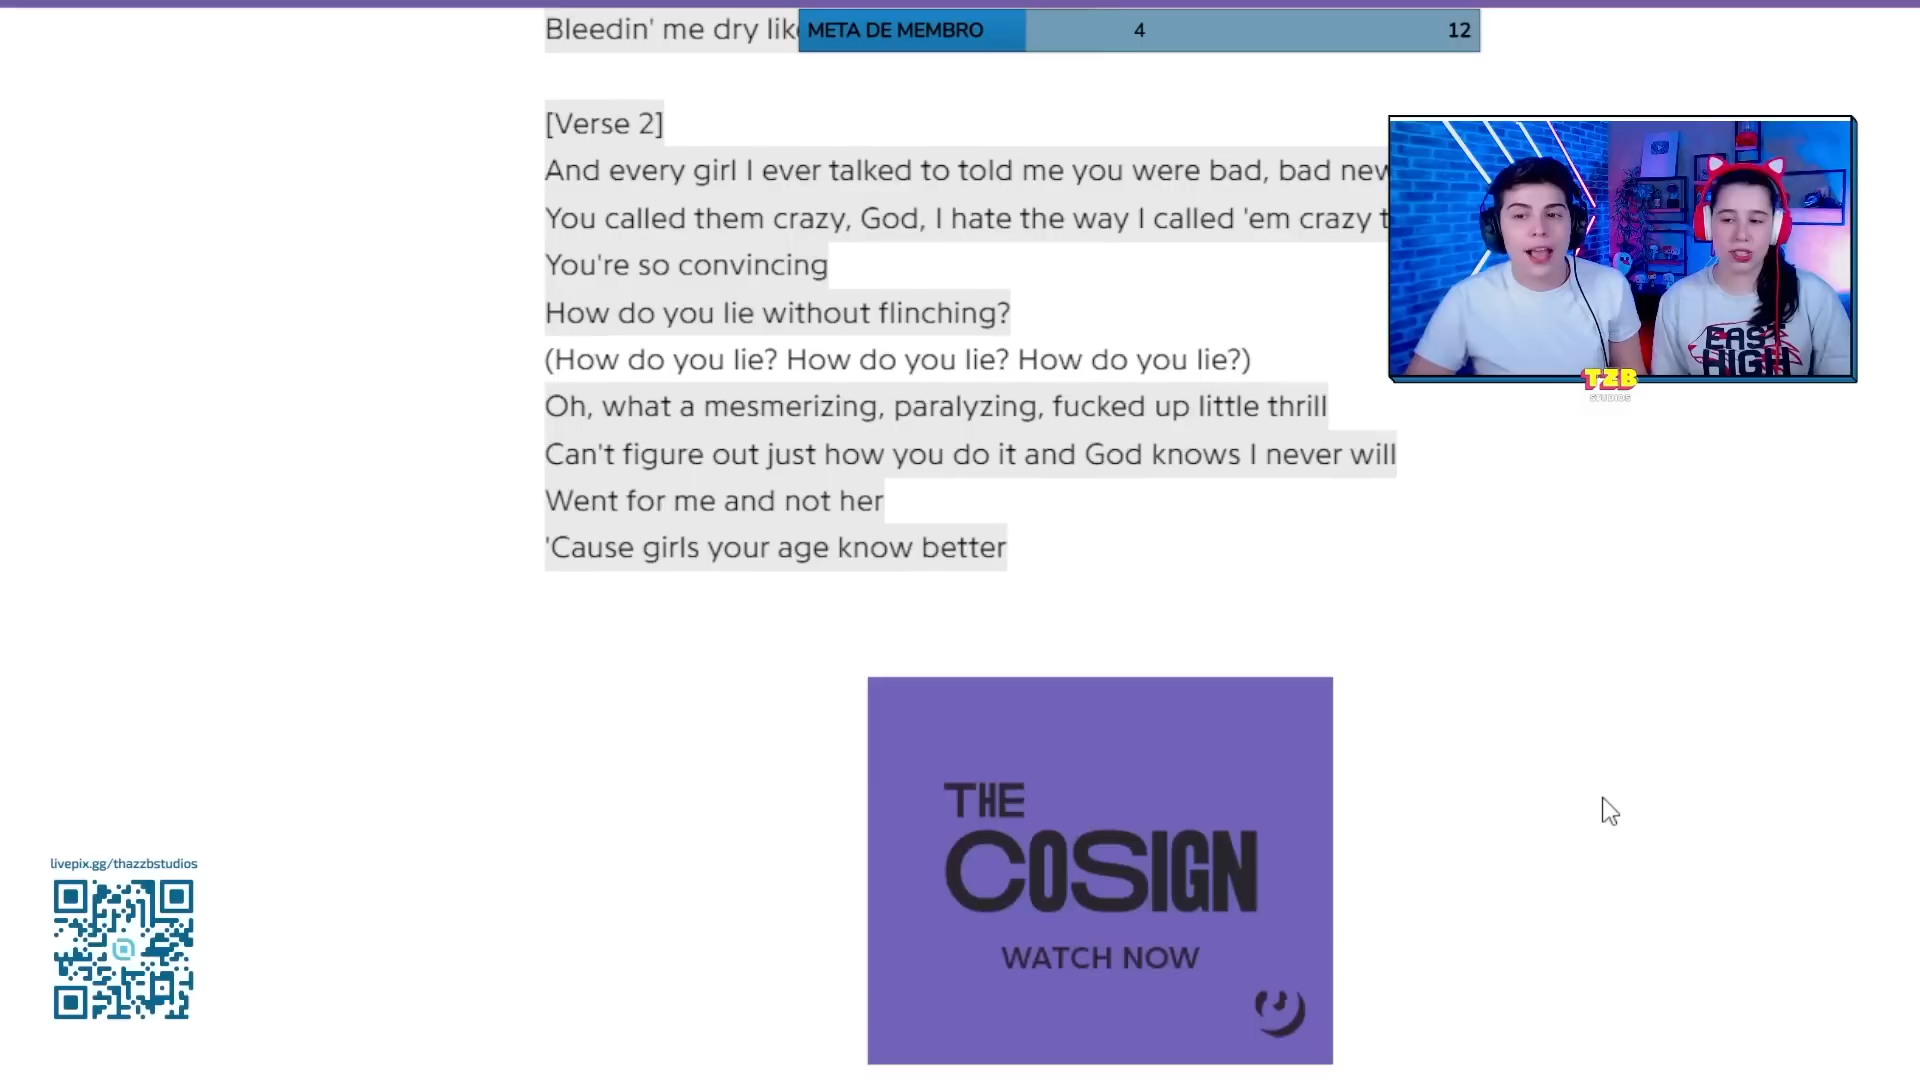 Bleedin' me dry
META DE MEMBRO 4 12
[Verse 2]
And every girl I ever talked to told me you were bad, bad
You called them crazy, God, I hate the way I called 'em crazy
You're so convincing
How do you lie without flinching?
(How do you lie? How do you lie? How do you lie?)
Oh, what a mesmerizing, paralyzing, fucked up little thrill
Can't figure out just how you do it and God knows I never will
Went for me and not her
'Cause girls your age know better
EAST HIGH
TZB
STUDIOS
THE
COSIGN
WATCH NOW
livepix.gg/thazzbstudios